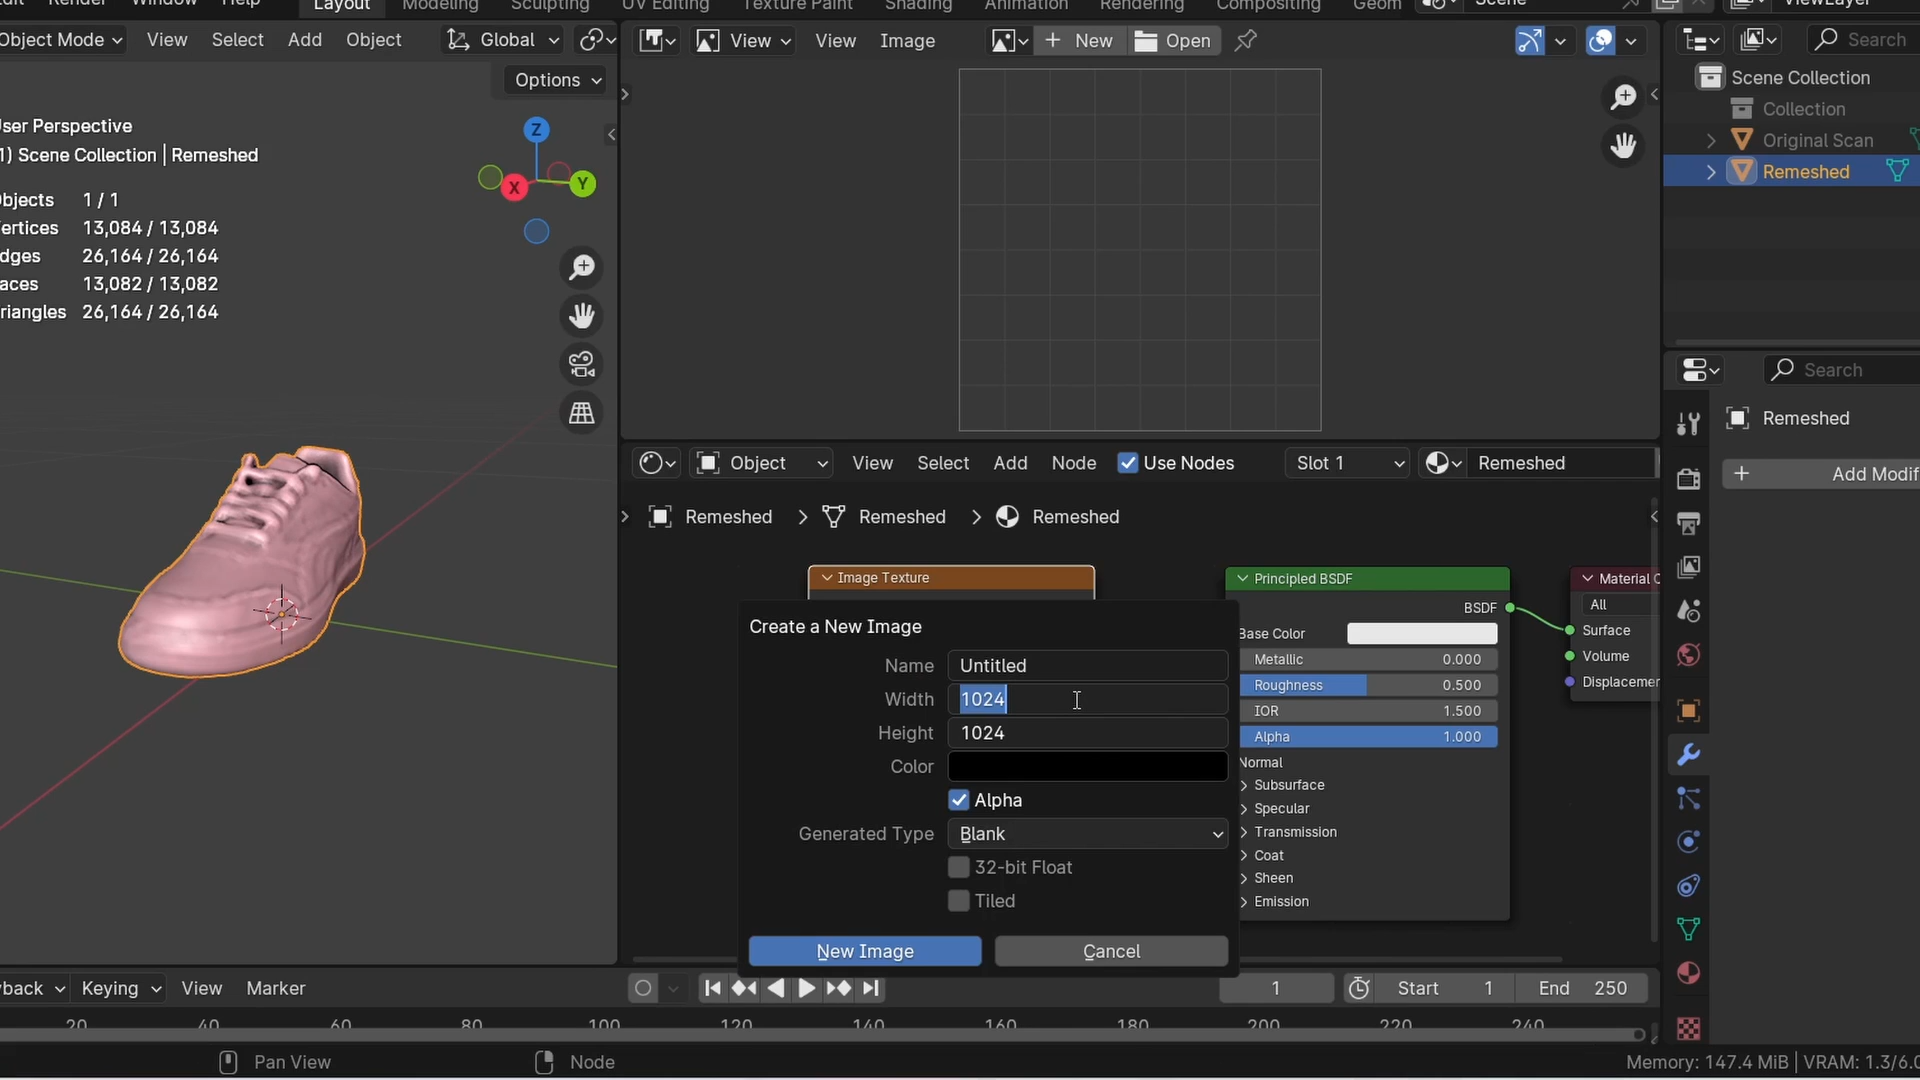 Edit Render Window Help Layout Modeling Sculpting UV Editing Texture Paint Shading Animation Rendering Compositing Geom Scene ViewLayer
Object Mode View Select Add Object Global View View Image New Open Search
Options
Scene Collection
Collection
Original Scan
Remeshed
User Perspective
1) Scene Collection | Remeshed
Z
X
Y
bjects 1 / 1
ertices 13,084 / 13,084
dges 26,164 / 26,164
aces 13,082 / 13,082
riangles 26,164 / 26,164
Search
Remeshed
Add Modif
Object View Select Add Node Use Nodes Slot 1 Remeshed
Remeshed Remeshed Remeshed
Image Texture
Create a New Image
Name Untitled
Width 1024
Height 1024
Color
Alpha
Generated Type Blank
32-bit Float
Tiled
New Image Cancel
Principled BSDF
BSDF
Base Color
Metallic 0.000
Roughness 0.500
IOR 1.500
Alpha 1.000
Normal
Subsurface
Specular
Transmission
Coat
Sheen
Emission
Material O
All
Surface
Volume
Displacemen
yback Keying View Marker 1 Start 1 End 250
20 40 60 80 100 120 140 160 180 200 220 240
Pan View Node Memory: 147.4 MiB | VRAM: 1.3/6.0